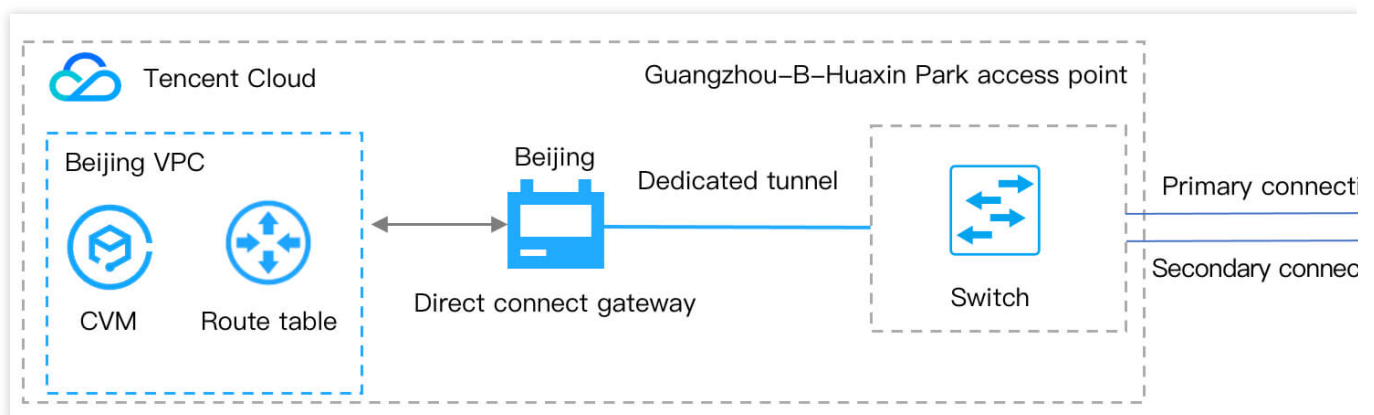 Tencent Cloud
Guangzhou-B-Huaxin Park access point
Beijing VPC
Beijing
Dedicated tunnel
Primary connecti
Secondary connec
Direct connect gateway
Switch
CVM
Route table